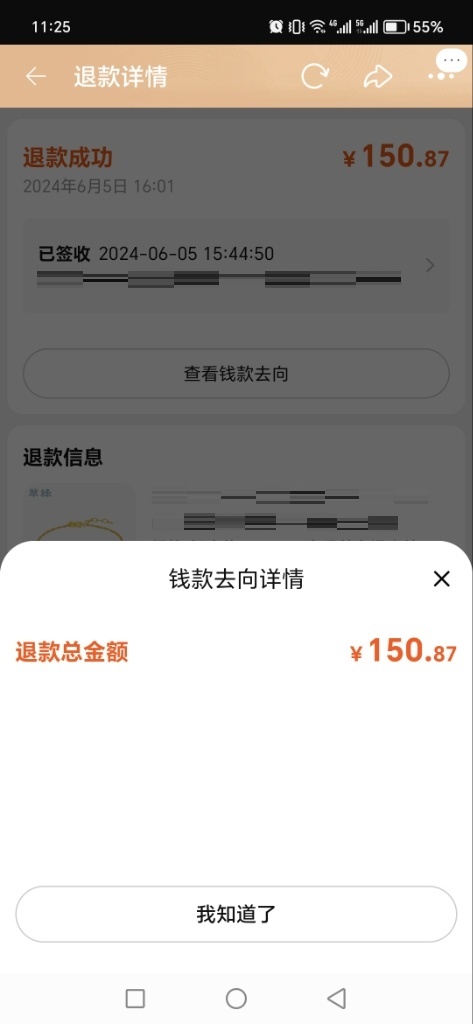 11:25
4G
5G
55%
退款详情
退款成功
¥150.87
2024年6月5日 16:01
已签收 2024-06-05 15:44:50
查看钱款去向
退款信息
钱款去向详情
退款总金额
¥150.87
我知道了